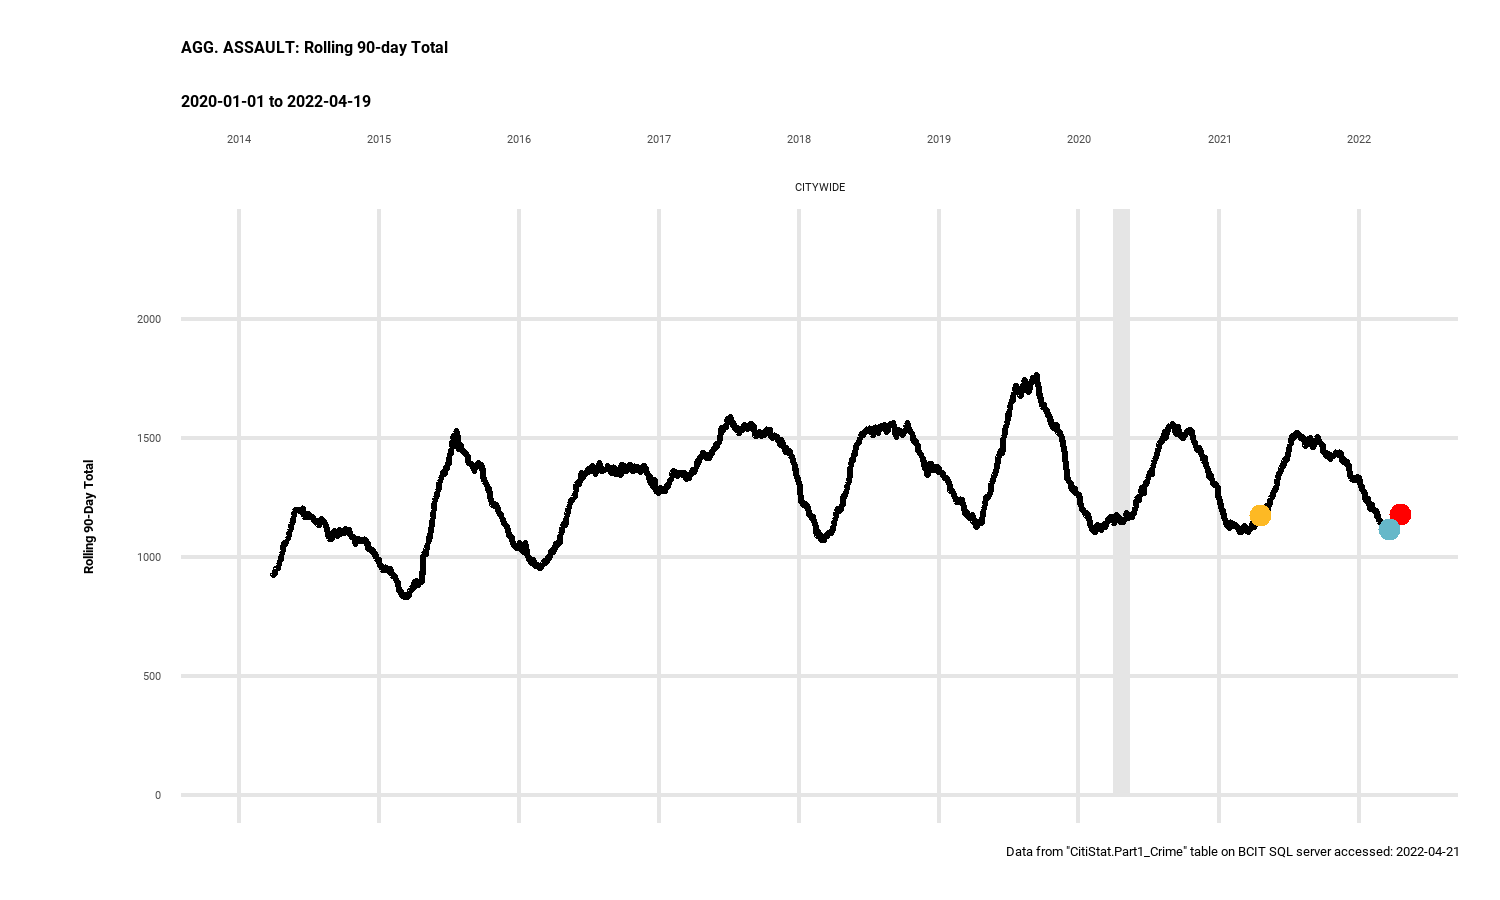 AGG. ASSAULT: Rolling 90-day Total
2020-01-01 to 2022-04-19
2014 2015 2016 2017 2018 2019 2020 2021 2022
CITYWIDE
2000
1500
1000
500
0
Rolling 90-Day Total
Data from "CitiStat.Part1_Crime" table on BCIT SQL server accessed: 2022-04-21